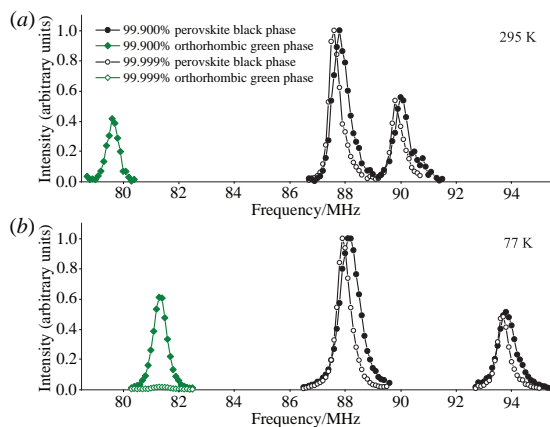 (a)
99.900% perovskite black phase
99.900% orthorhombic green phase
99.999% perovskite black phase
99.999% orthorhombic green phase
295 K
Intensity (arbitrary units)
1.0
0.8
0.6
0.4
0.2
0.0
80 82 84 86 88 90 92 94
Frequency/MHz
(b)
77 K
Intensity (arbitrary units)
1.0
0.8
0.6
0.4
0.2
0.0
80 82 84 86 88 90 92 94
Frequency/MHz